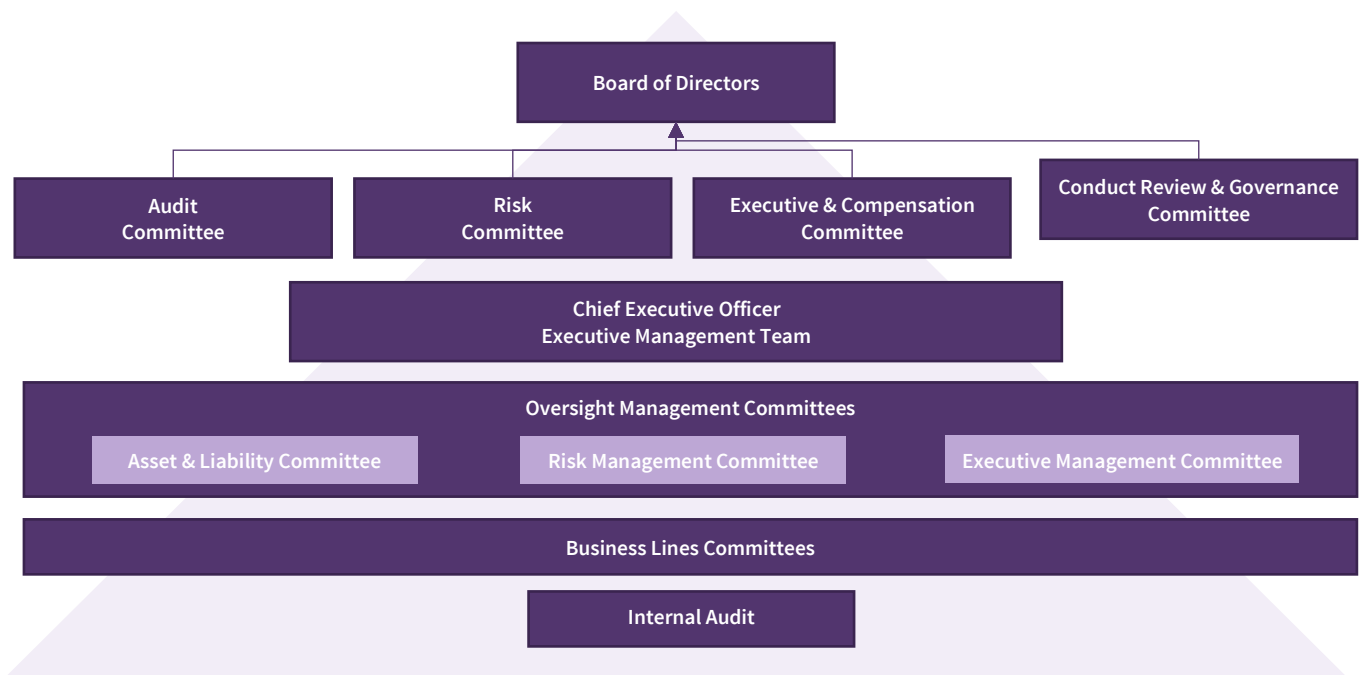 Board of Directors
Audit
Committee
Risk
Committee
Executive & Compensation
Committee
Conduct Review & Governance
Committee
Chief Executive Officer
Executive Management Team
Oversight Management Committees
Asset & Liability Committee
Risk Management Committee
Executive Management Committee
Business Lines Committees
Internal Audit